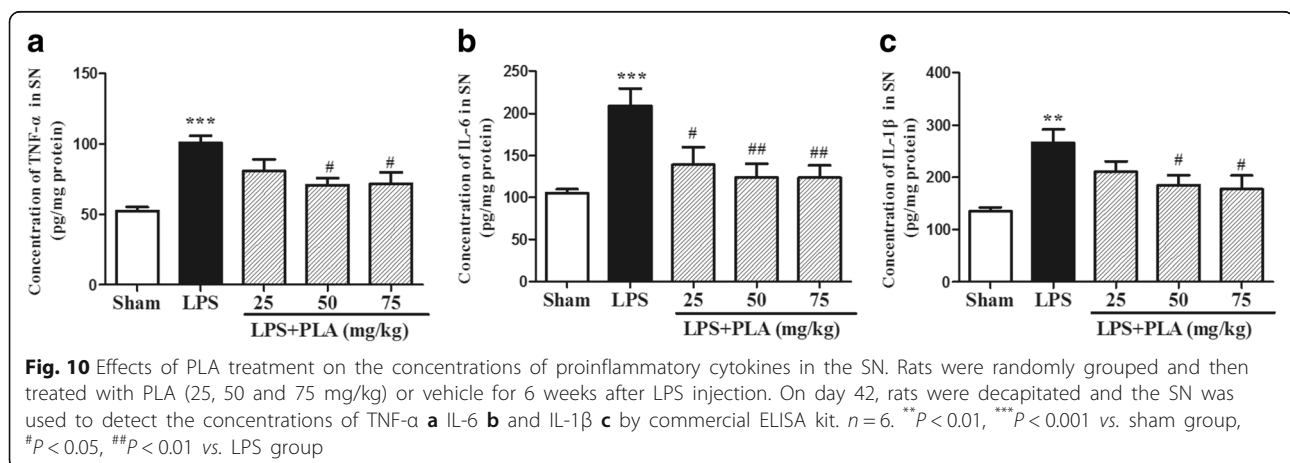 a
Concentration of TNF-α in SN
(pg/mg protein)
150
100
50
0
***
#
#
Sham LPS 25 50 75
LPS+PLA (mg/kg)
b
Concentration of IL-6 in SN
(pg/mg protein)
250
200
150
100
50
0
***
#
##
##
Sham LPS 25 50 75
LPS+PLA (mg/kg)
c
Concentration of IL-1β in SN
(pg/mg protein)
400
300
200
100
0
**
#
#
Sham LPS 25 50 75
LPS+PLA (mg/kg)
Fig. 10 Effects of PLA treatment on the concentrations of proinflammatory cytokines in the SN. Rats were randomly grouped and then
treated with PLA (25, 50 and 75 mg/kg) or vehicle for 6 weeks after LPS injection. On day 42, rats were decapitated and the SN was
used to detect the concentrations of TNF-α a IL-6 b and IL-1β c by commercial ELISA kit. n = 6. **P < 0.01, ***P < 0.001 vs. sham group,
#P < 0.05, ##P < 0.01 vs. LPS group